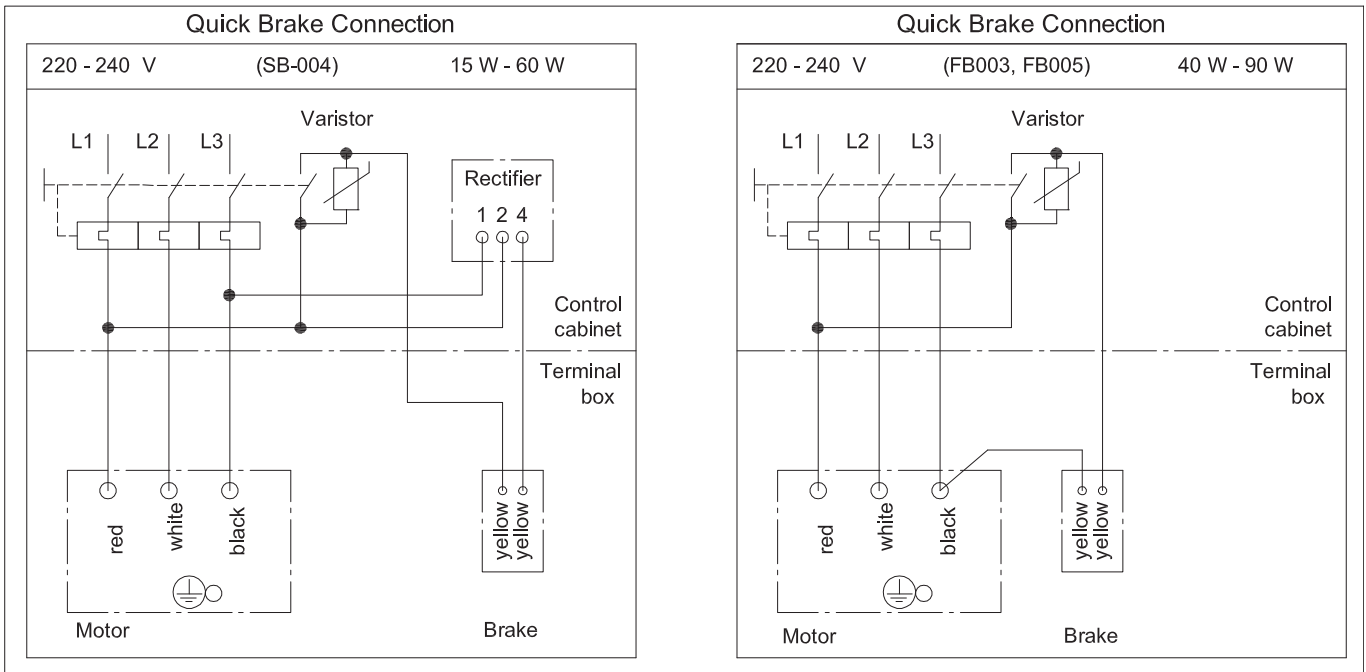 Quick Brake Connection
220 - 240 V (SB-004) 15 W - 60 W
Varistor
L1 L2 L3
Rectifier
1 2 4
Control
cabinet
Terminal
box
red white black yellow yellow
Motor Brake
Quick Brake Connection
220 - 240 V (FB003, FB005) 40 W - 90 W
Varistor
L1 L2 L3
Control
cabinet
Terminal
box
red white black yellow yellow
Motor Brake